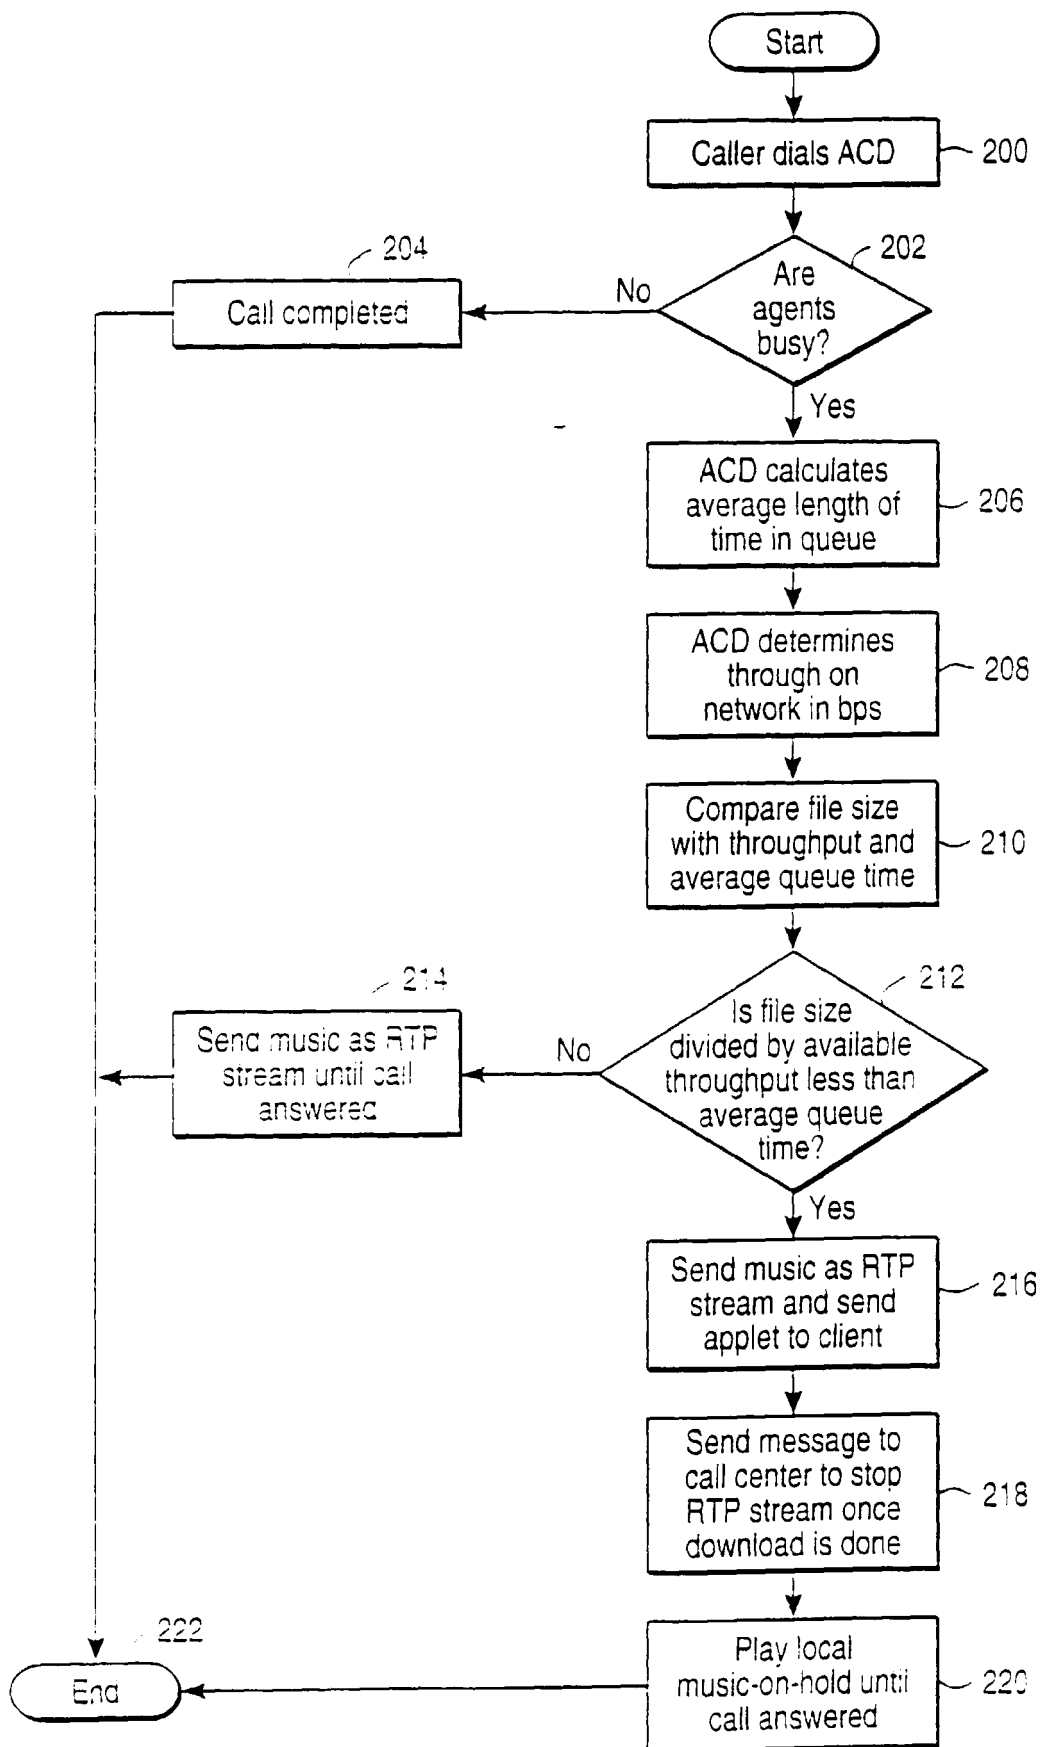 Start
Caller dials ACD
200
202
Are
agents
busy?
No
Yes
204
Call completed
ACD calculates
average length of
time in queue
206
ACD determines
through on
network in bps
208
Compare file size
with throughput and
average queue time
210
212
Is file size
divided by available
throughput less than
average queue
time?
No
Yes
214
Send music as RTP
stream until call
answered
Send music as RTP
stream and send
applet to client
216
Send message to
call center to stop
RTP stream once
download is done
218
Play local
music-on-hold until
call answered
220
222
End